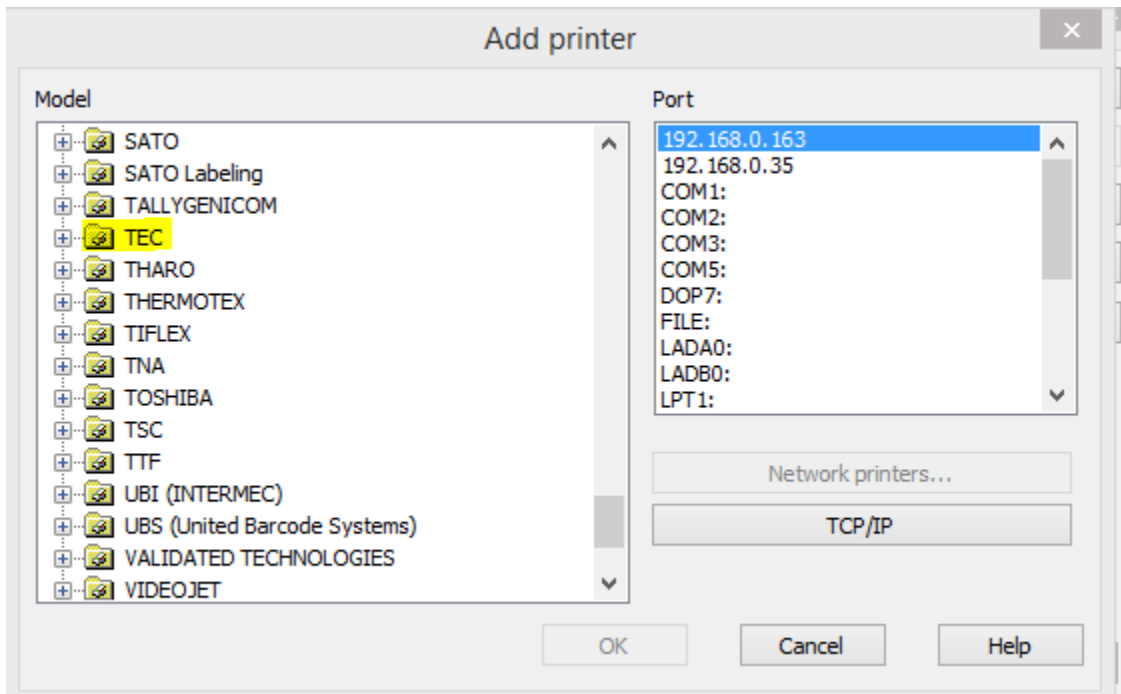 Add printer
Model
SATO
SATO Labeling
TALLYGENICOM
TEC
THARO
THERMOTEX
TIFLEX
TNA
TOSHIBA
TSC
TTF
UBI (INTERMEC)
UBS (United Barcode Systems)
VALIDATED TECHNOLOGIES
VIDEOJET
Port
192.168.0.163
192.168.0.35
COM1:
COM2:
COM3:
COM5:
DOP7:
FILE:
LADA0:
LADB0:
LPT1:
Network printers...
TCP/IP
OK
Cancel
Help